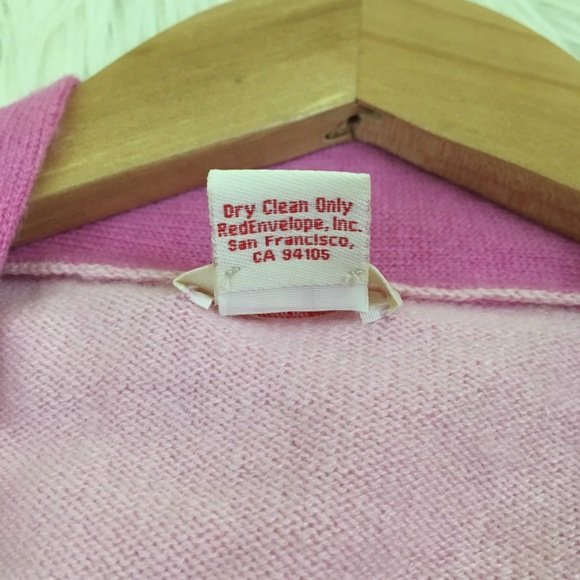 Dry Clean Only
RedEnvelope, Inc.
San Francisco,
CA 94105